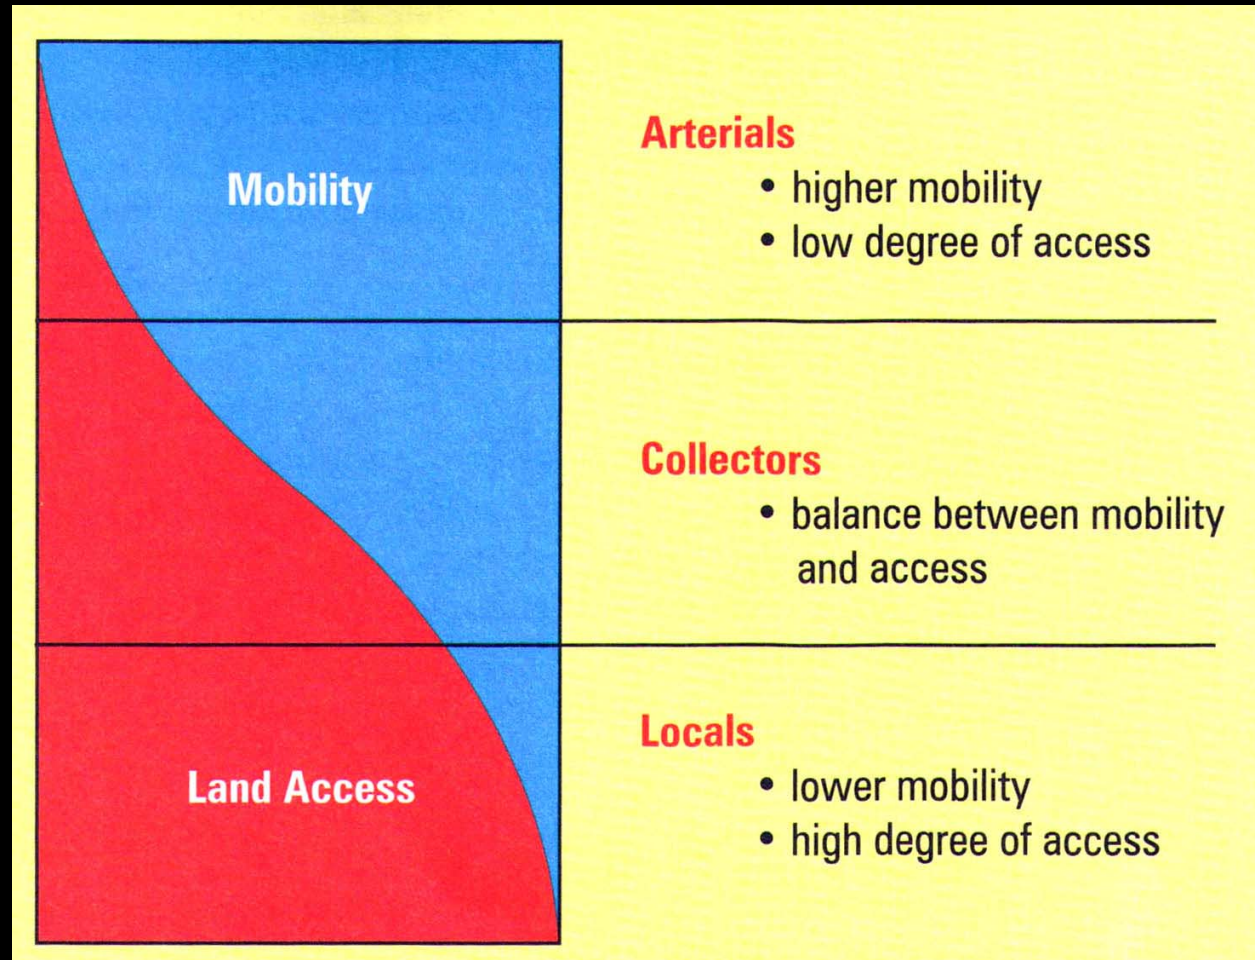 Mobility
Arterials
• higher mobility
• low degree of access
Collectors
• balance between mobility
and access
Land Access
Locals
• lower mobility
• high degree of access